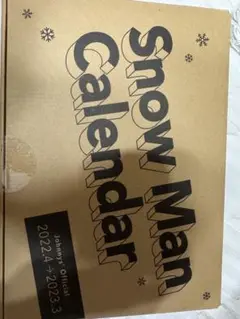 Snow Man
Calendar
Johnnys' Official
2022.4→2023.3